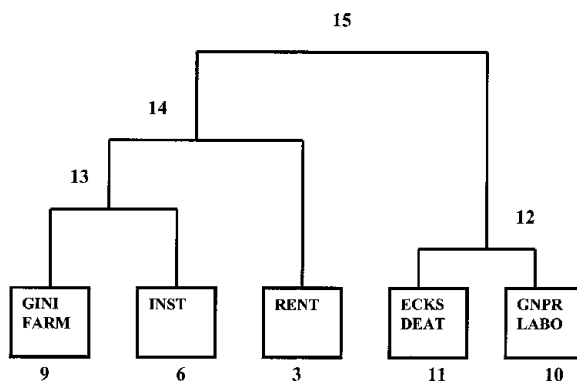 15
14
13
12
GINI
FARM
INST
RENT
ECKS
DEAT
GNPR
LABO
9
6
3
11
10